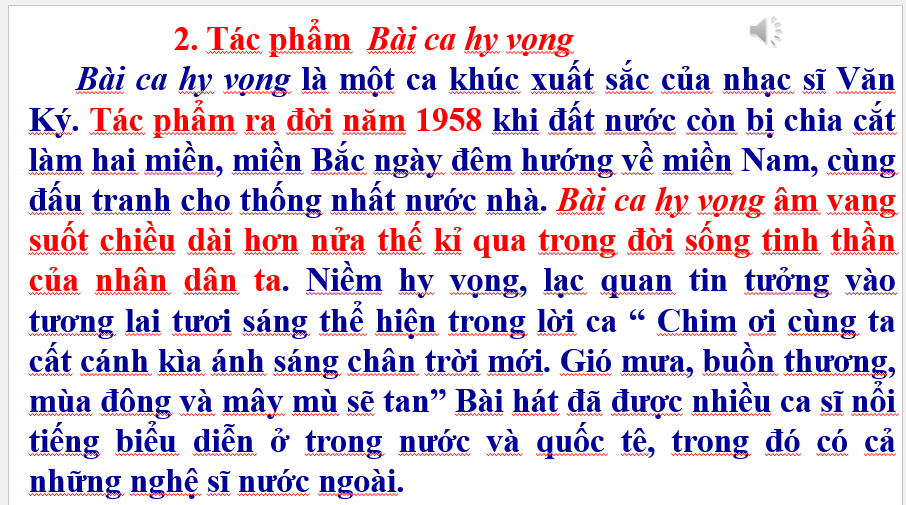 2. Tác phẩm Bài ca hy vọng
Bài ca hy vọng là một ca khúc xuất sắc của nhạc sĩ Văn
Ký. Tác phẩm ra đời năm 1958 khi đất nước còn bị chia cắt
làm hai miền, miền Bắc ngày đêm hướng về miền Nam, cùng
đấu tranh cho thống nhất nước nhà. Bài ca hy vọng âm vang
suốt chiều dài hơn nửa thế kỉ qua trong đời sống tinh thần
của nhân dân ta. Niềm hy vọng, lạc quan tin tưởng vào
tương lai tươi sáng thể hiện trong lời ca “ Chim ơi cùng ta
cất cánh kìa ánh sáng chân trời mới. Gió mưa, buồn thương,
mùa đông và mây mù sẽ tan” Bài hát đã được nhiều ca sĩ nổi
tiếng biểu diễn ở trong nước và quốc tê, trong đó có cả
những nghệ sĩ nước ngoài.